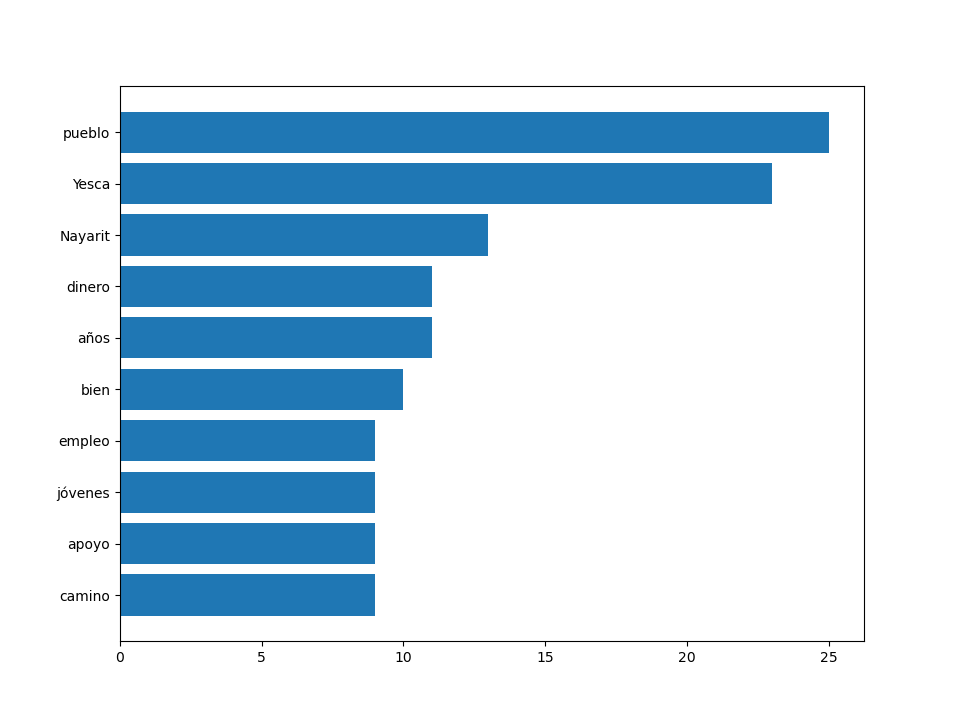 pueblo
Yesca
Nayarit
dinero
años
bien
empleo
jóvenes
apoyo
camino
0 5 10 15 20 25